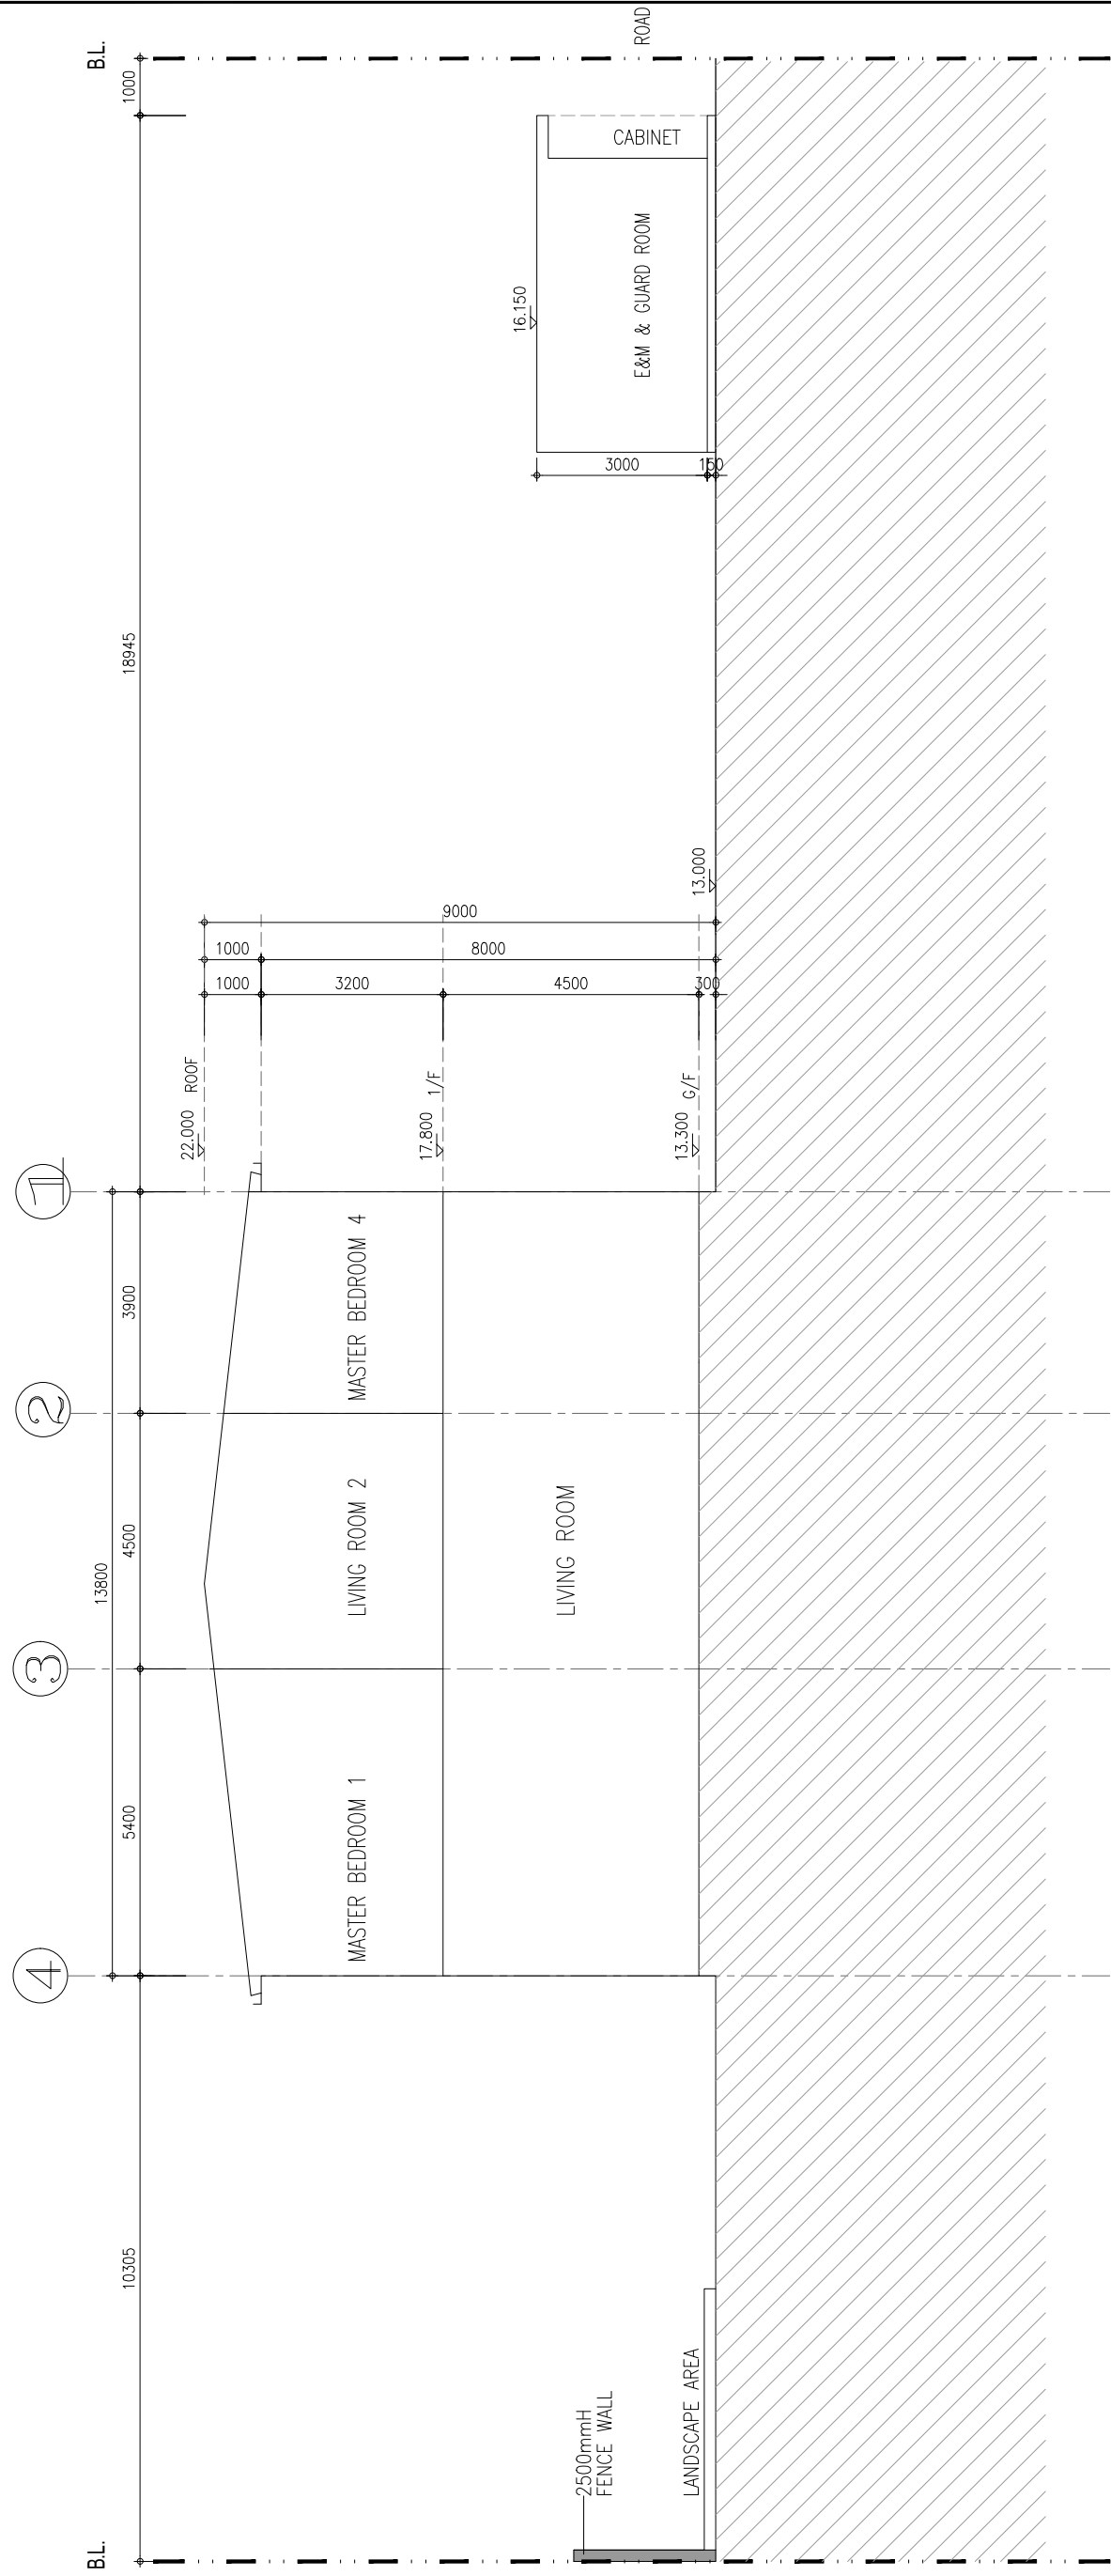 B.L.
B.L.
10305
5400
4500
3900
18945
1000
13800
4
3
2
1
22.000 ROOF
17.800 1/F
13.300 G/F
13.000
1000
3200
4500
300
1000
8000
9000
MASTER BEDROOM 1
LIVING ROOM 2
MASTER BEDROOM 4
LIVING ROOM
16.150
3000
150
E&M & GUARD ROOM
CABINET
ROAD
2500mmH
FENCE WALL
LANDSCAPE AREA